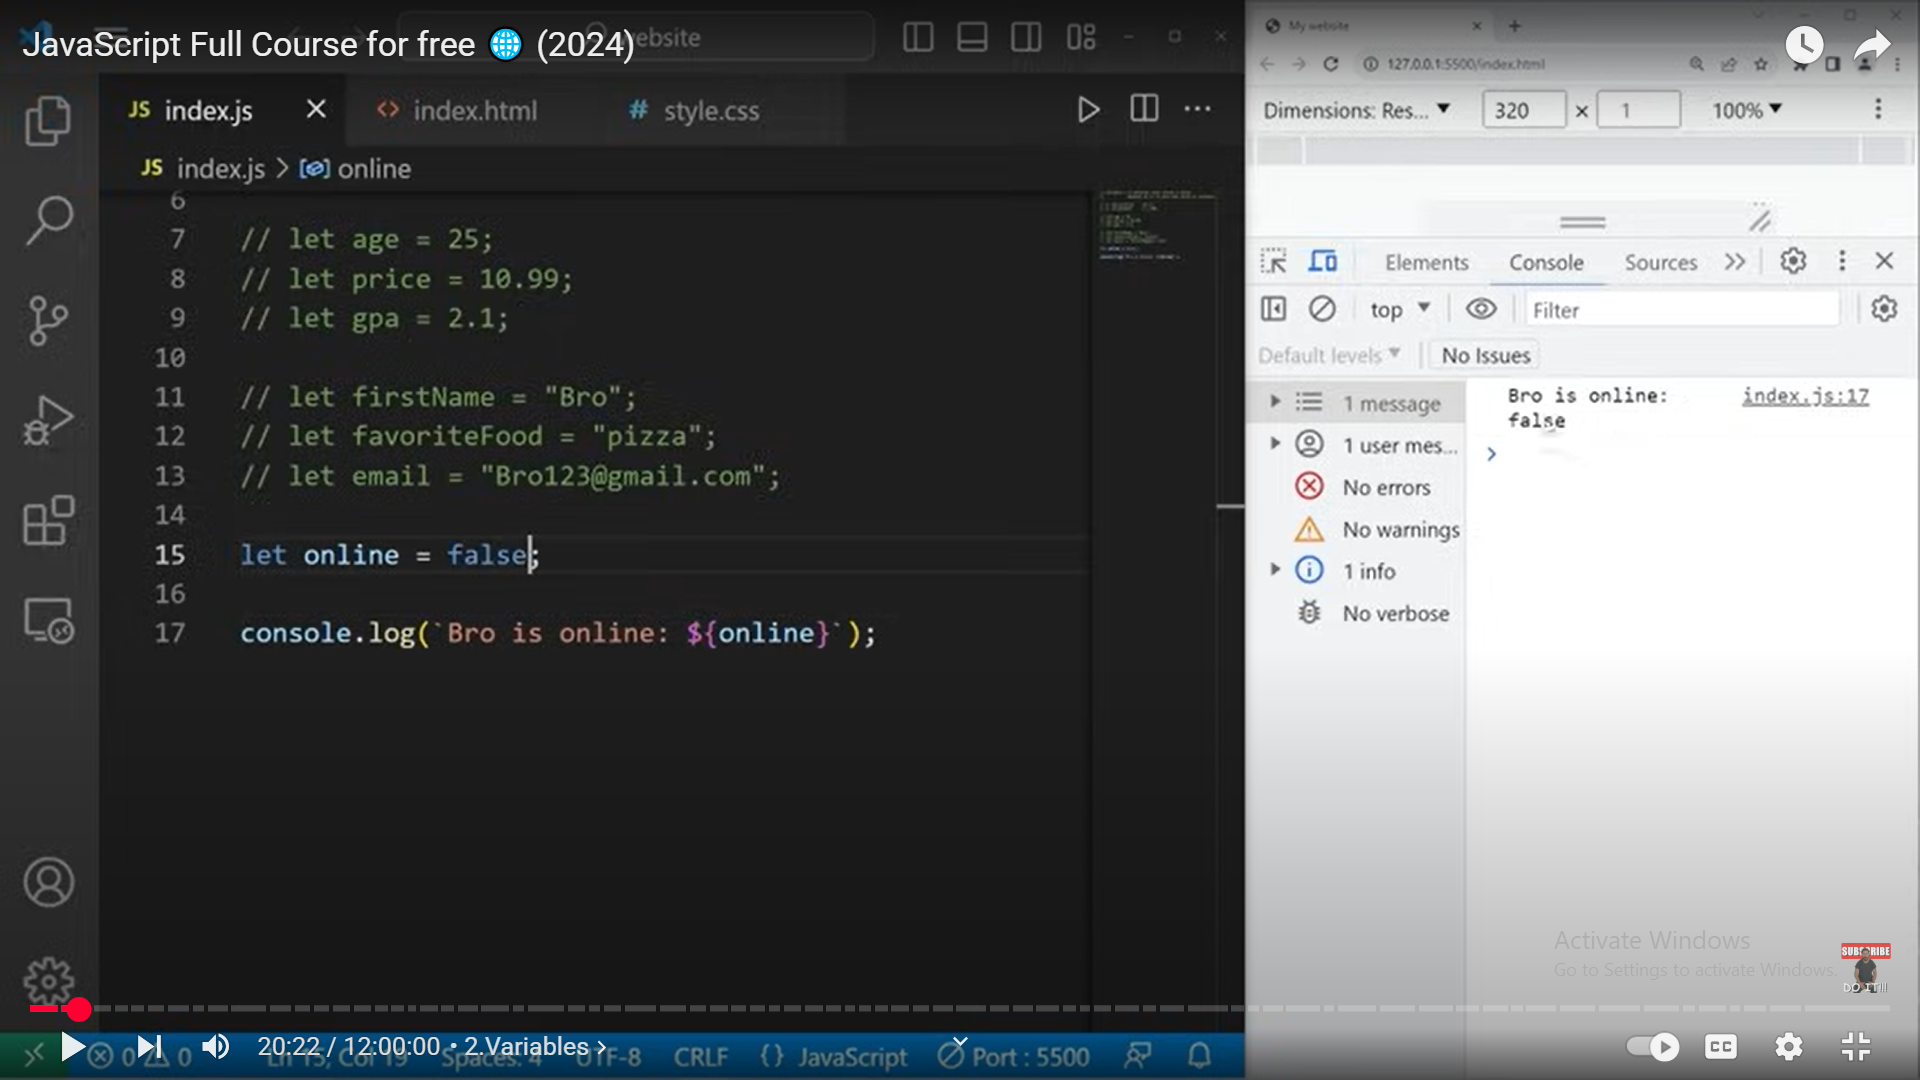 JavaScript Full Course for free 🌐 (2024)
website
JS index.js
<> index.html
# style.css
JS index.js > online
6
7 // let age = 25;
8 // let price = 10.99;
9 // let gpa = 2.1;
10
11 // let firstName = "Bro";
12 // let favoriteFood = "pizza";
13 // let email = "Bro123@gmail.com";
14
15 let online = false;
16
17 console.log(`Bro is online: ${online}`);
My website
127.0.0.1:5500/index.html
Dimensions: Res... 320 × 1 100%
Elements Console Sources >>
top Filter
Default levels No Issues
1 message
1 user mes...
No errors
No warnings
1 info
No verbose
Bro is online: index.js:17
false
Activate Windows
Go to Settings to activate Windows.
SUBSCRIBE
DO IT!!!
20:22 / 12:00:00 • 2.Variables >
0 0 Ln 15, Col 19 Spaces: 4 UTF-8 CRLF {} JavaScript Port : 5500
CC